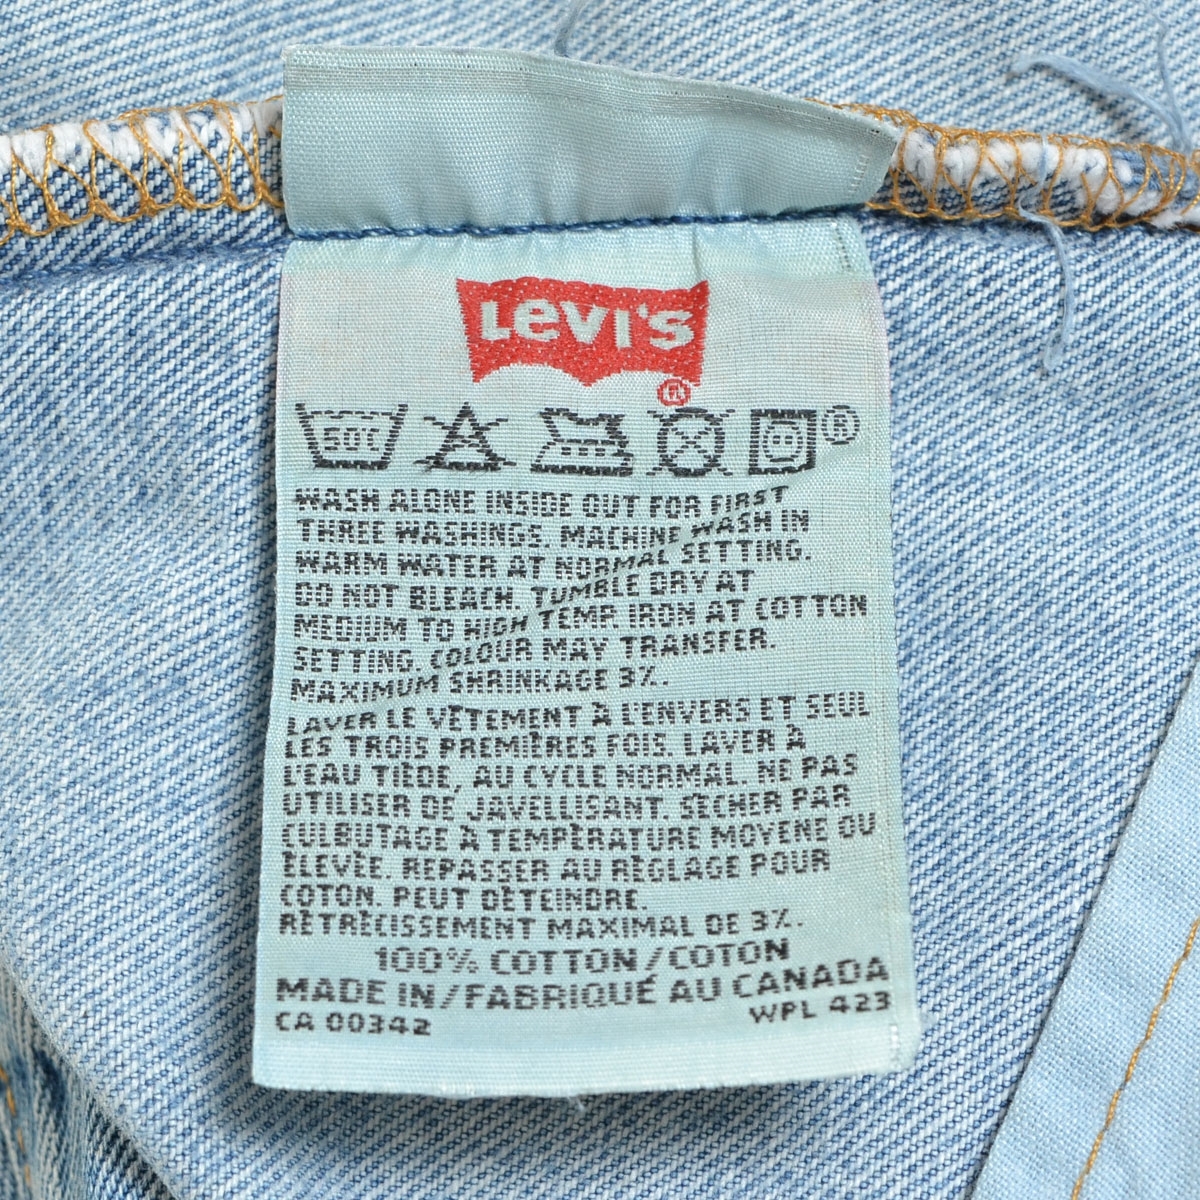 LEVI'S
®
50°C
®
WASH ALONE INSIDE OUT FOR FIRST
THREE WASHINGS. MACHINE WASH IN
WARM WATER AT NORMAL SETTING.
DO NOT BLEACH. TUMBLE DRY AT
MEDIUM TO HIGH TEMP. IRON AT COTTON
SETTING. COLOUR MAY TRANSFER.
MAXIMUM SHRINKAGE 3%.
LAVER LE VÊTEMENT À L'ENVERS ET SEUL
LES TROIS PREMIÈRES FOIS. LAVER À
L'EAU TIÈDE, AU CYCLE NORMAL. NE PAS
UTILISER DE JAVELLISANT. SÉCHER PAR
CULBUTAGE À TEMPÉRATURE MOYENE OU
ÉLEVÉE. REPASSER AU RÉGLAGE POUR
COTON. PEUT DÉTEINDRE.
RÉTRÉCISSEMENT MAXIMAL DE 3%.
100% COTTON/COTON
MADE IN/FABRIQUÉ AU CANADA
CA 00342 WPL 423